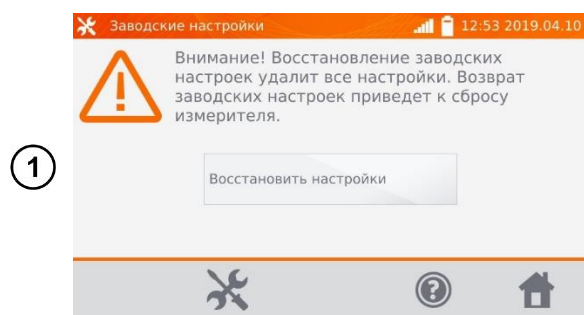 Заводские настройки 12:53 2019.04.10
Внимание! Восстановление заводских
настроек удалит все настройки. Возврат
заводских настроек приведет к сбросу
измерителя.
1
Восстановить настройки